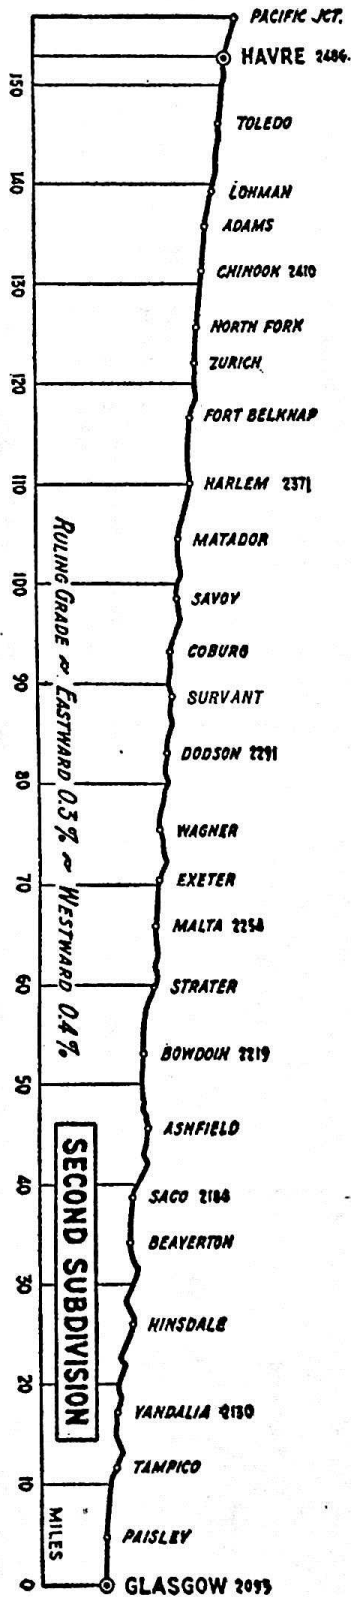 PACIFIC JCT.
HAVRE 2486.
TOLEDO
LOHMAN
ADAMS
CHINOOK 2410
NORTH FORK
ZURICH
FORT BELKNAP
HARLEM 2371
MATADOR
SAVOY
COBURG
SURVANT
DODSON 2291
WAGNER
EXETER
MALTA 2254
STRATER
BOWDOIN 2219
ASHFIELD
SACO 2184
BEAVERTON
HINSDALE
VANDALIA 2130
TAMPICO
PAISLEY
GLASGOW 2093
150
140
130
120
110
100
90
80
70
60
50
40
30
20
10
0
MILES
RULING GRADE ~ EASTWARD 0.3% ~ WESTWARD 0.4%
SECOND SUBDIVISION